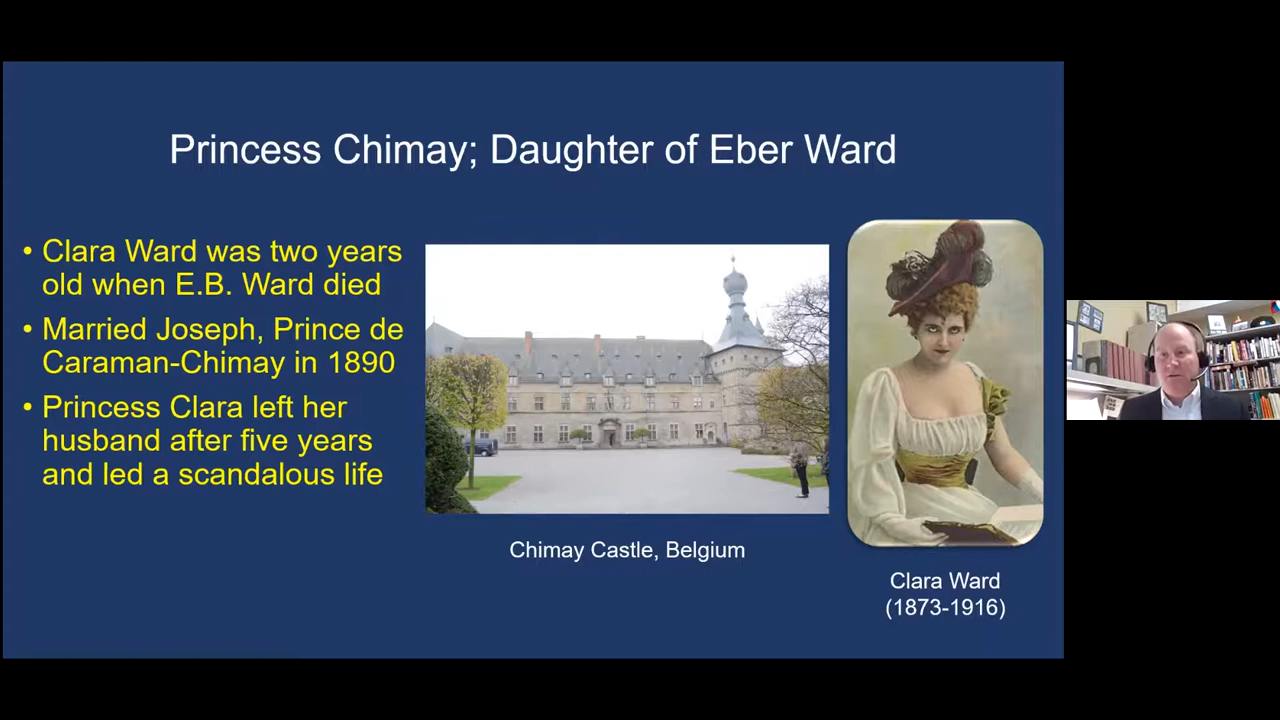 Princess Chimay; Daughter of Eber Ward
• Clara Ward was two years
old when E.B. Ward died
• Married Joseph, Prince de
Caraman-Chimay in 1890
• Princess Clara left her
husband after five years
and led a scandalous life
Chimay Castle, Belgium
Clara Ward
(1873-1916)